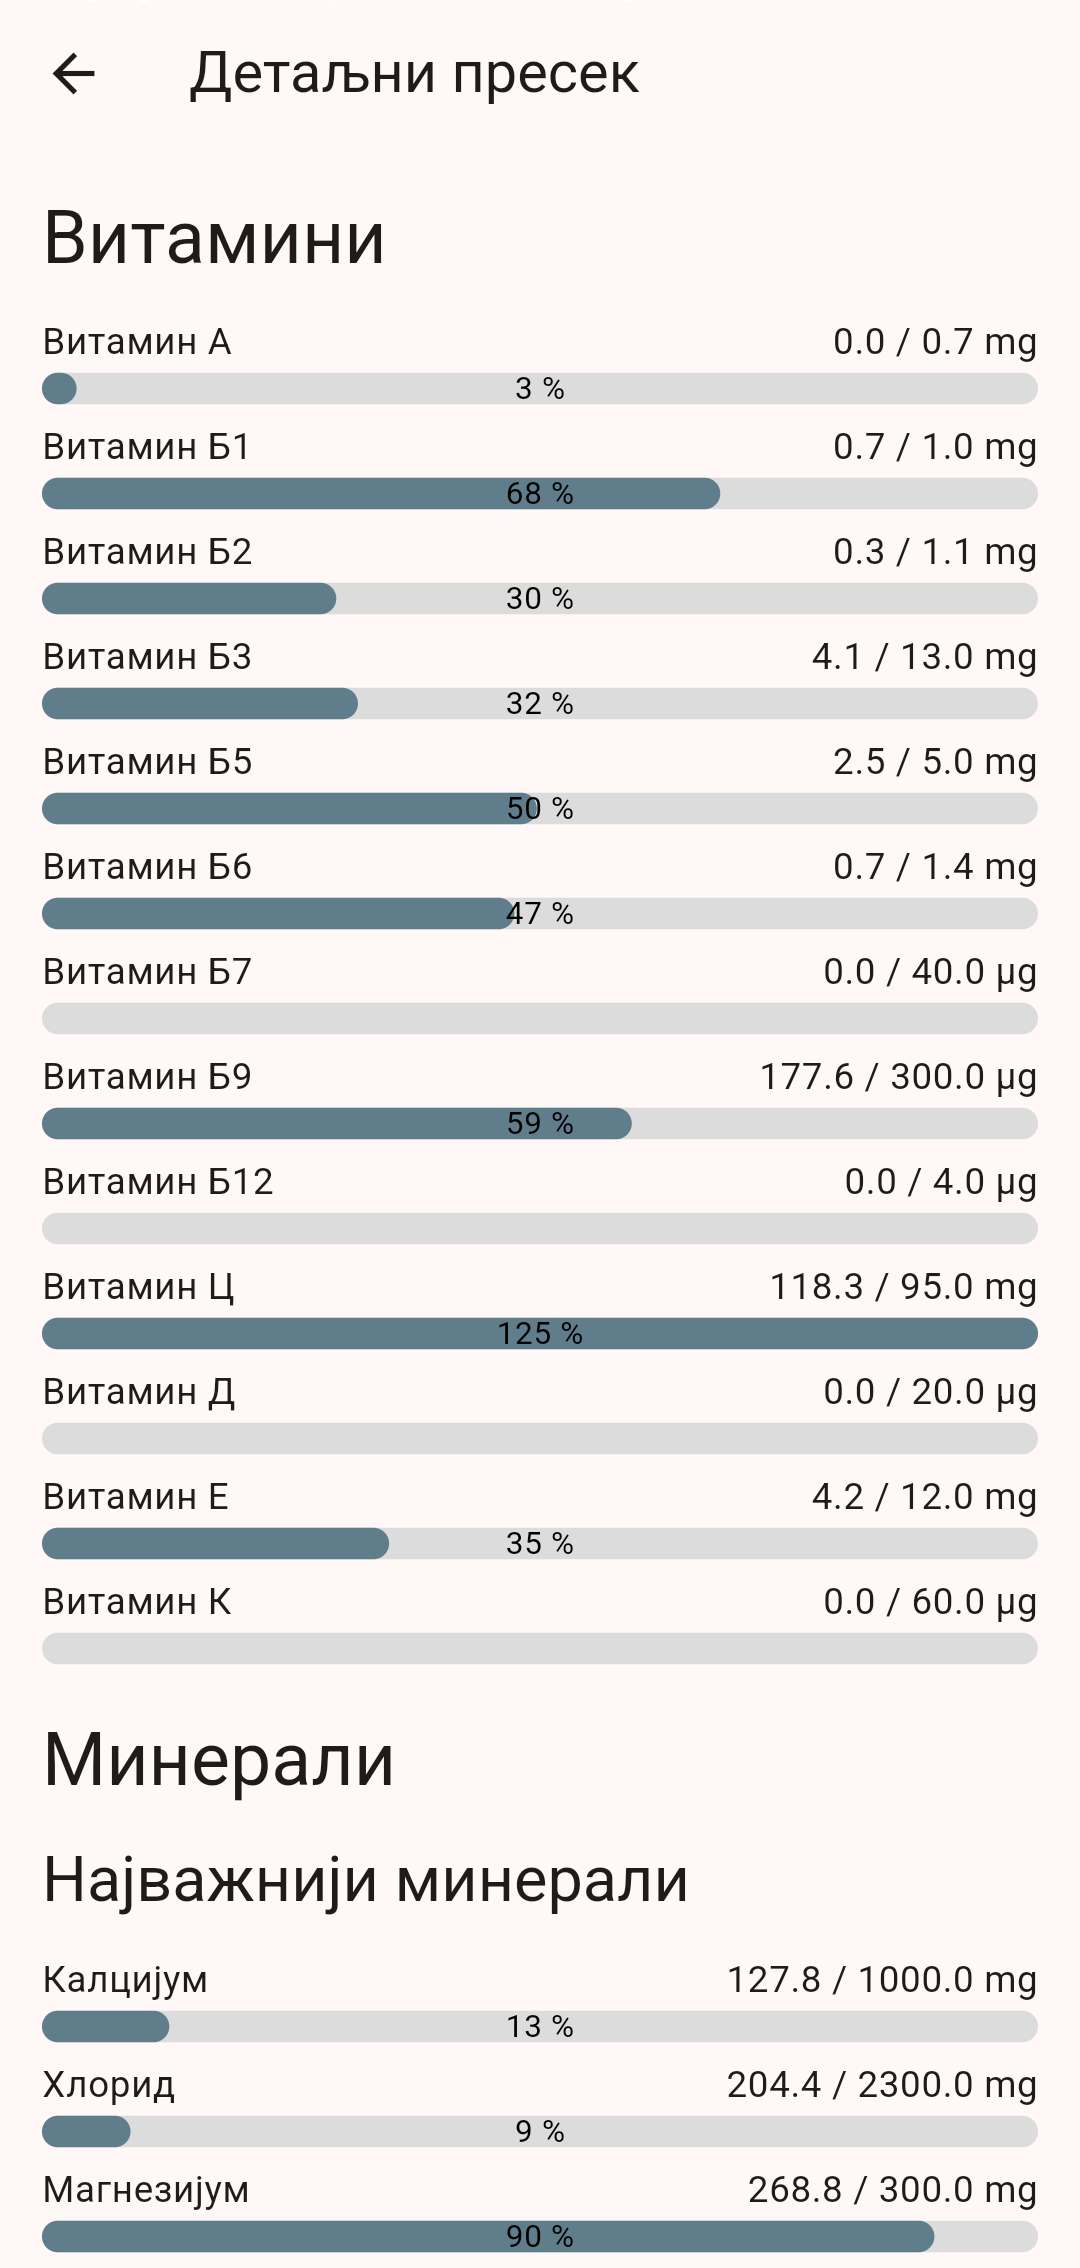 Детаљни пресек
Витамини
Витамин А 0.0 / 0.7 mg
3 %
Витамин Б1 0.7 / 1.0 mg
68 %
Витамин Б2 0.3 / 1.1 mg
30 %
Витамин Б3 4.1 / 13.0 mg
32 %
Витамин Б5 2.5 / 5.0 mg
50 %
Витамин Б6 0.7 / 1.4 mg
47 %
Витамин Б7 0.0 / 40.0 µg
Витамин Б9 177.6 / 300.0 µg
59 %
Витамин Б12 0.0 / 4.0 µg
Витамин Ц 118.3 / 95.0 mg
125 %
Витамин Д 0.0 / 20.0 µg
Витамин Е 4.2 / 12.0 mg
35 %
Витамин К 0.0 / 60.0 µg
Минерали
Најважнији минерали
Калцијум 127.8 / 1000.0 mg
13 %
Хлорид 204.4 / 2300.0 mg
9 %
Магнезијум 268.8 / 300.0 mg
90 %